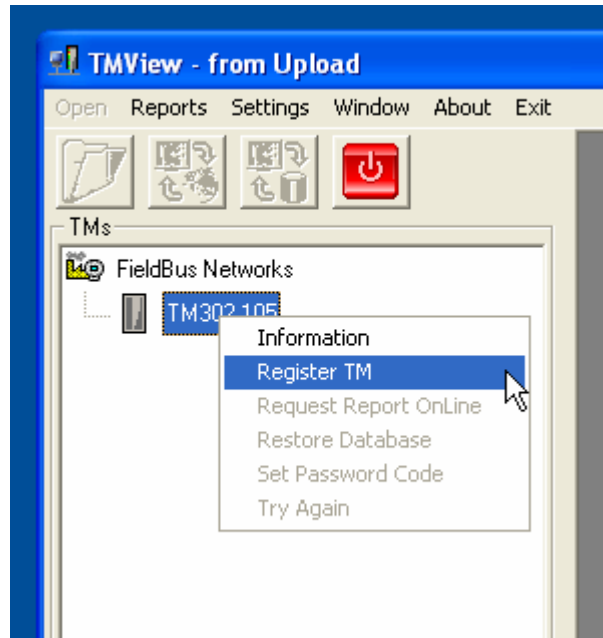 TMView - from Upload
Open Reports Settings Window About Exit
TMs
FieldBus Networks
TM302.105
Information
Register TM
Request Report OnLine
Restore Database
Set Password Code
Try Again